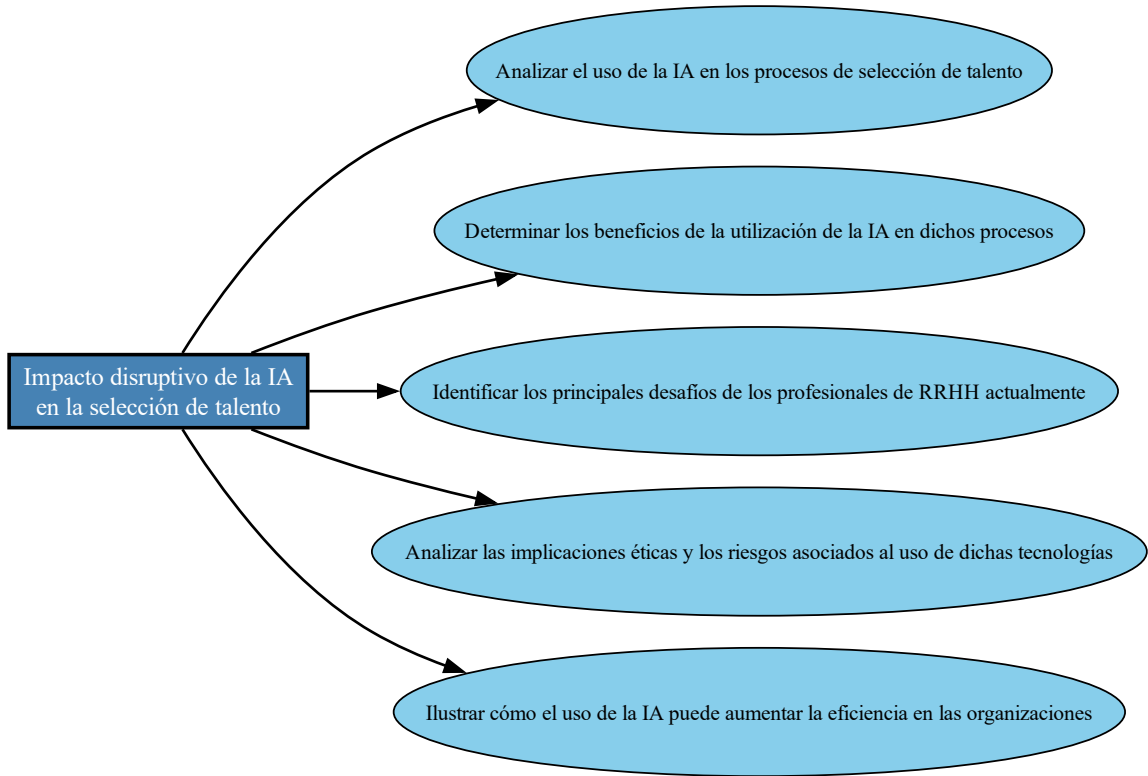 Analizar el uso de la IA en los procesos de selección de talento
Determinar los beneficios de la utilización de la IA en dichos procesos
Impacto disruptivo de la IA
en la selección de talento
Identificar los principales desafíos de los profesionales de RRHH actualmente
Analizar las implicaciones éticas y los riesgos asociados al uso de dichas tecnologías
Ilustrar cómo el uso de la IA puede aumentar la eficiencia en las organizaciones